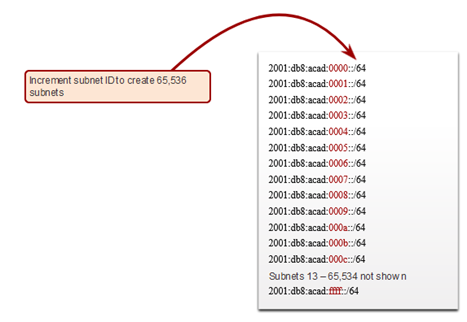 Increment subnet ID to create 65,536
subnets
2001:db8:acad:0000::/64
2001:db8:acad:0001::/64
2001:db8:acad:0002::/64
2001:db8:acad:0003::/64
2001:db8:acad:0004::/64
2001:db8:acad:0005::/64
2001:db8:acad:0006::/64
2001:db8:acad:0007::/64
2001:db8:acad:0008::/64
2001:db8:acad:0009::/64
2001:db8:acad:000a::/64
2001:db8:acad:000b::/64
2001:db8:acad:000c::/64
Subnets 13 – 65,534 not shown
2001:db8:acad:ffff::/64